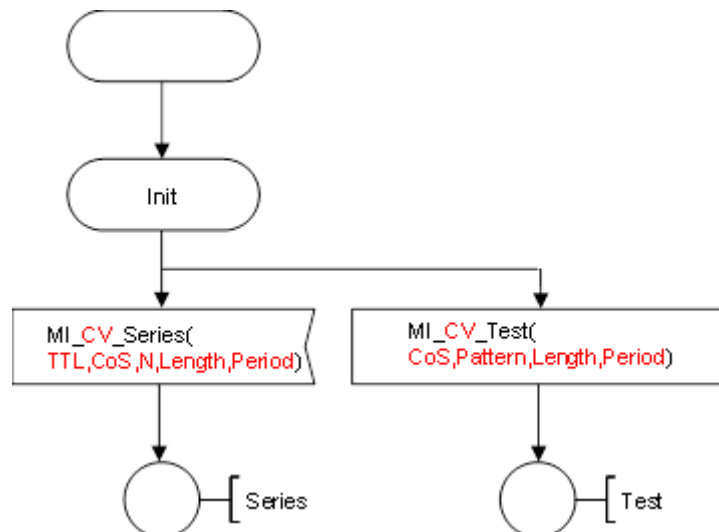 Init
MI_CV_Series(
TTL,CoS,N,Length,Period)
MI_CV_Test(
CoS,Pattern,Length,Period)
Series
Test